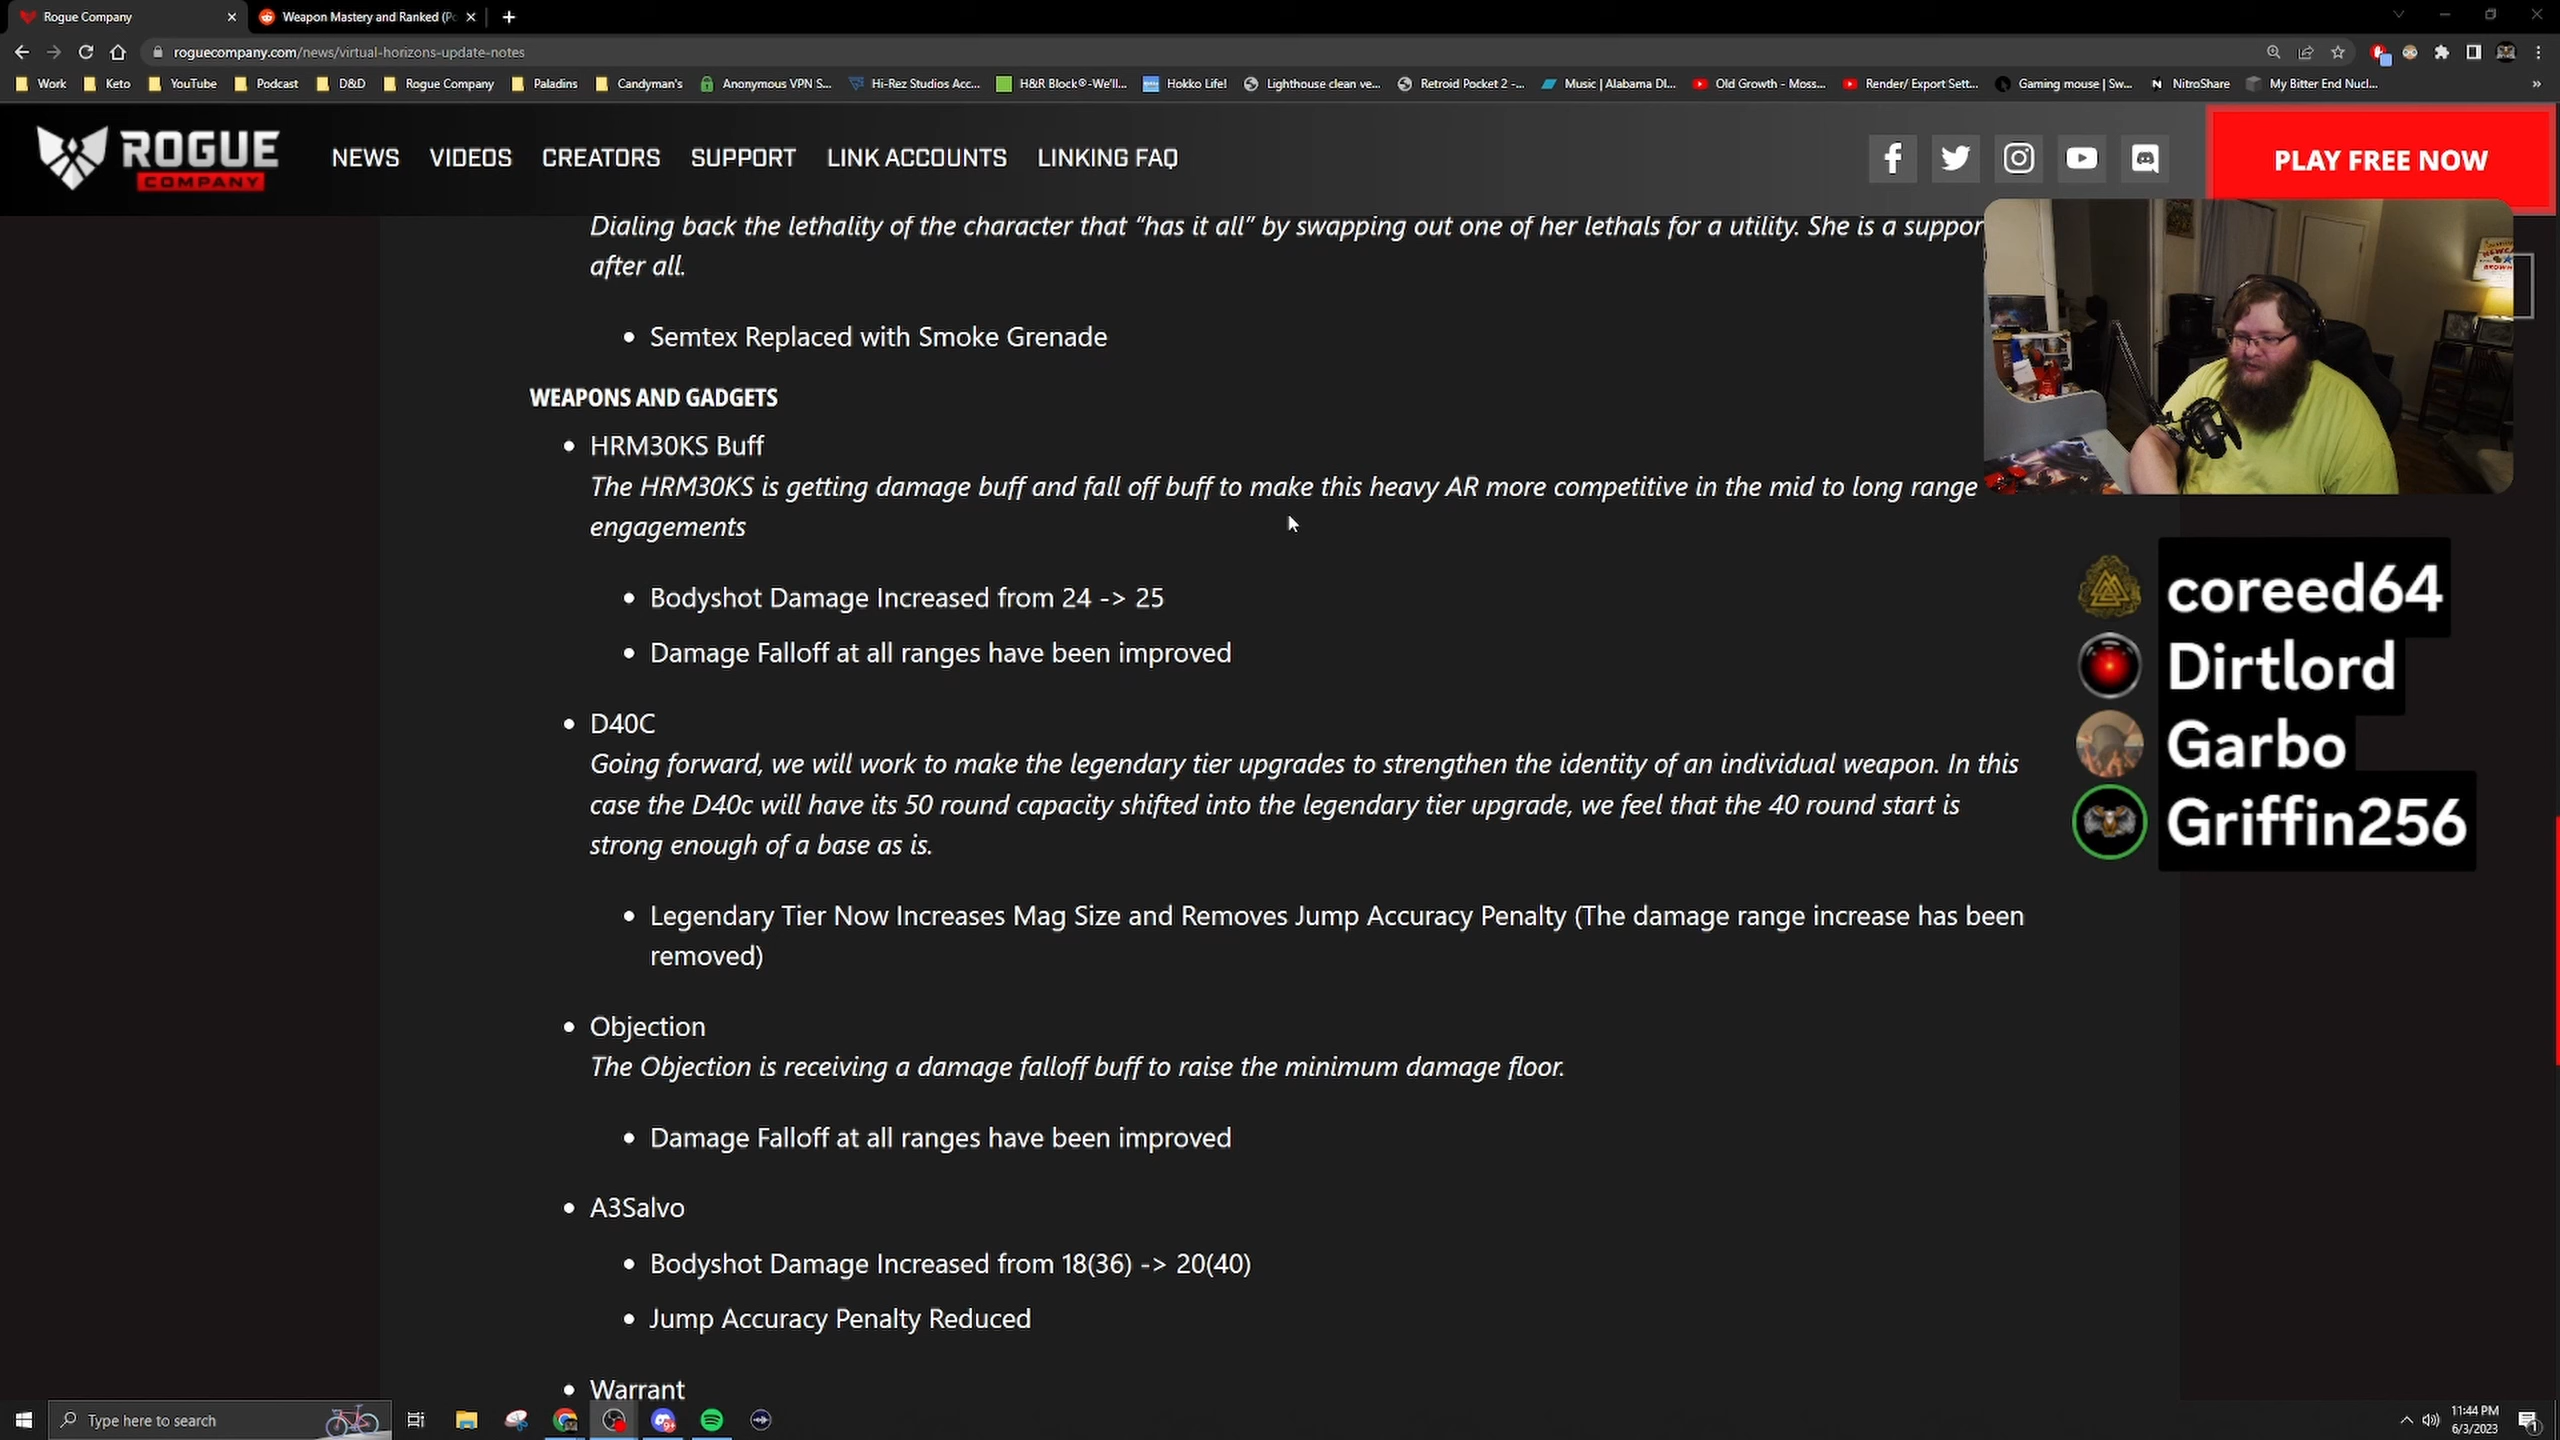 Rogue Company
Weapon Mastery and Ranked (Po
roguecompany.com/news/virtual-horizons-update-notes
Work Keto YouTube Podcast D&D Rogue Company Paladins Candyman's Anonymous VPN S... Hi-Rez Studios Acc... H&R Block®-We'll... Hokko Life! Lighthouse clean ve... Retroid Pocket 2 -... Music | Alabama DI... Old Growth - Moss... Render/ Export Sett... Gaming mouse | Sw... NitroShare My Bitter End Nucl... »
ROGUE
COMPANY
NEWS VIDEOS CREATORS SUPPORT LINK ACCOUNTS LINKING FAQ
PLAY FREE NOW
Dialing back the lethality of the character that “has it all” by swapping out one of her lethals for a utility. She is a suppor
after all.
• Semtex Replaced with Smoke Grenade
WEAPONS AND GADGETS
• HRM30KS Buff
The HRM30KS is getting damage buff and fall off buff to make this heavy AR more competitive in the mid to long range
engagements
• Bodyshot Damage Increased from 24 -> 25
• Damage Falloff at all ranges have been improved
• D40C
Going forward, we will work to make the legendary tier upgrades to strengthen the identity of an individual weapon. In this
case the D40c will have its 50 round capacity shifted into the legendary tier upgrade, we feel that the 40 round start is
strong enough of a base as is.
• Legendary Tier Now Increases Mag Size and Removes Jump Accuracy Penalty (The damage range increase has been
removed)
• Objection
The Objection is receiving a damage falloff buff to raise the minimum damage floor.
• Damage Falloff at all ranges have been improved
• A3Salvo
• Bodyshot Damage Increased from 18(36) -> 20(40)
• Jump Accuracy Penalty Reduced
• Warrant
coreed64
Dirtlord
Garbo
Griffin256
Type here to search
11:44 PM
6/3/2023